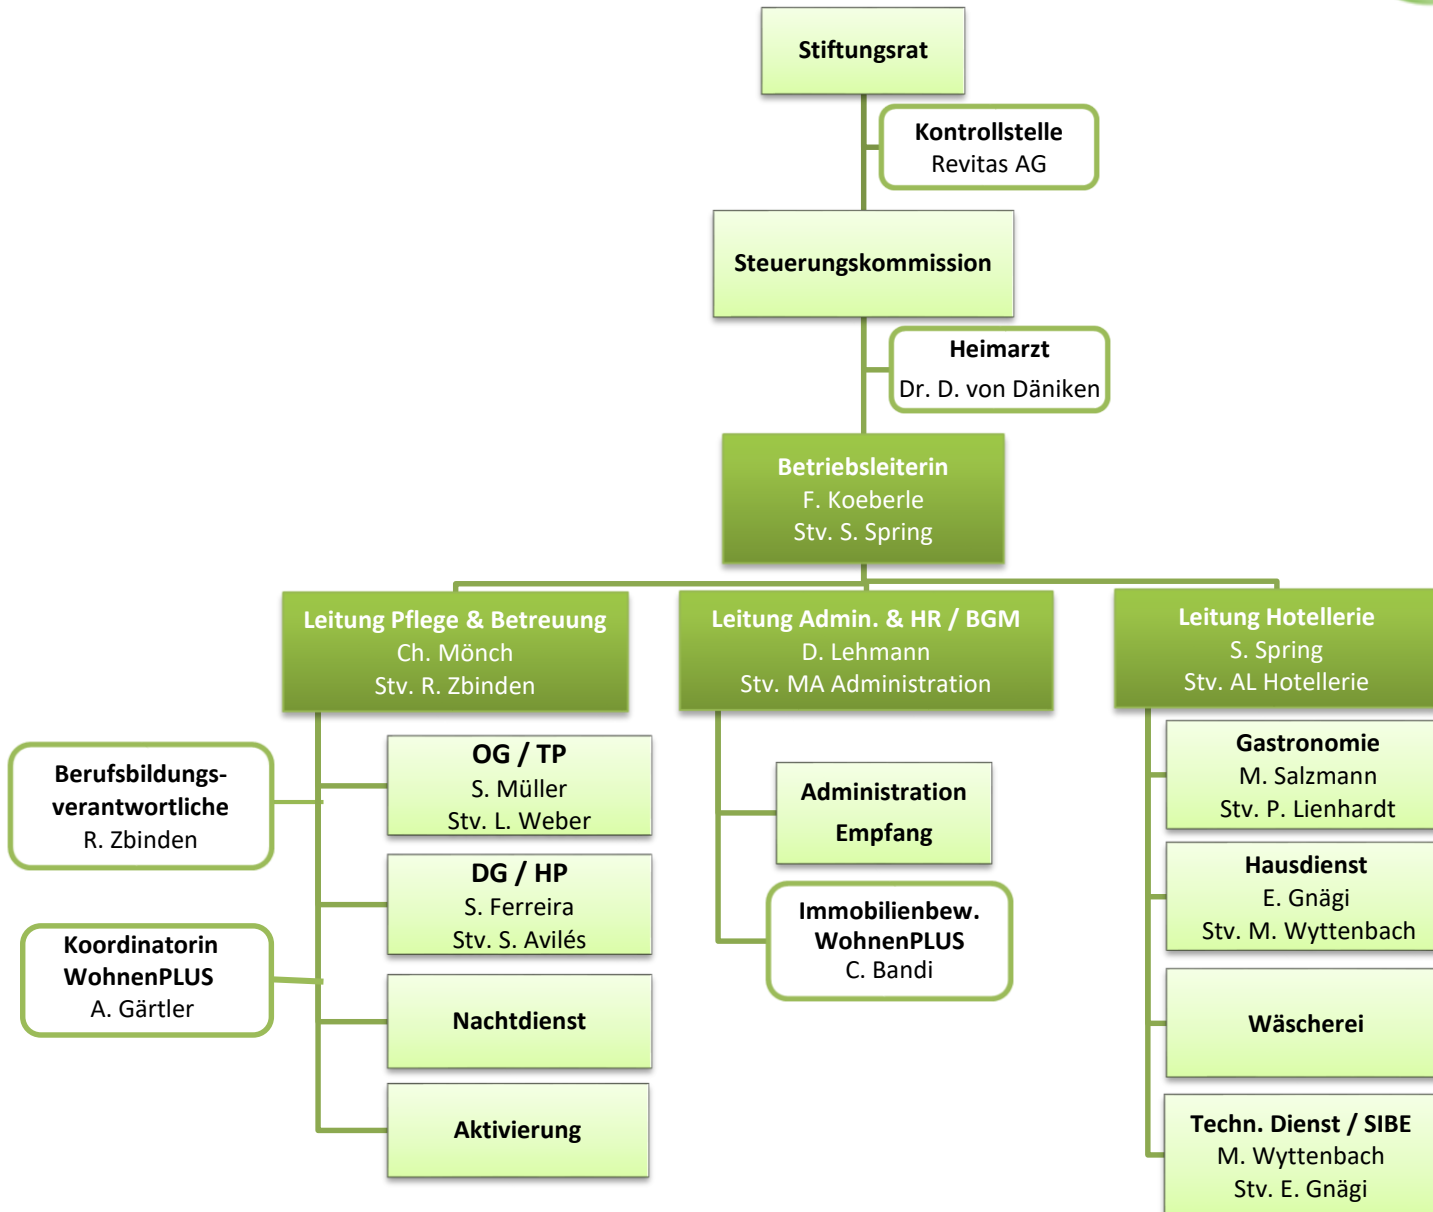 Stiftungsrat
Kontrollstelle
Revitas AG
Steuerungskommission
Heimarzt
Dr. D. von Däniken
Betriebsleiterin
F. Koeberle
Stv. S. Spring
Leitung Pflege & Betreuung
Ch. Mönch
Stv. R. Zbinden
Leitung Admin. & HR / BGM
D. Lehmann
Stv. MA Administration
Leitung Hotellerie
S. Spring
Stv. AL Hotellerie
Berufsbildungs-
verantwortliche
R. Zbinden
Koordinatorin
WohnenPLUS
A. Gärtler
OG / TP
S. Müller
Stv. L. Weber
DG / HP
S. Ferreira
Stv. S. Avilés
Nachtdienst
Aktivierung
Administration
Empfang
Immobilienbew.
WohnenPLUS
C. Bandi
Gastronomie
M. Salzmann
Stv. P. Lienhardt
Hausdienst
E. Gnägi
Stv. M. Wyttenbach
Wäscherei
Techn. Dienst / SIBE
M. Wyttenbach
Stv. E. Gnägi